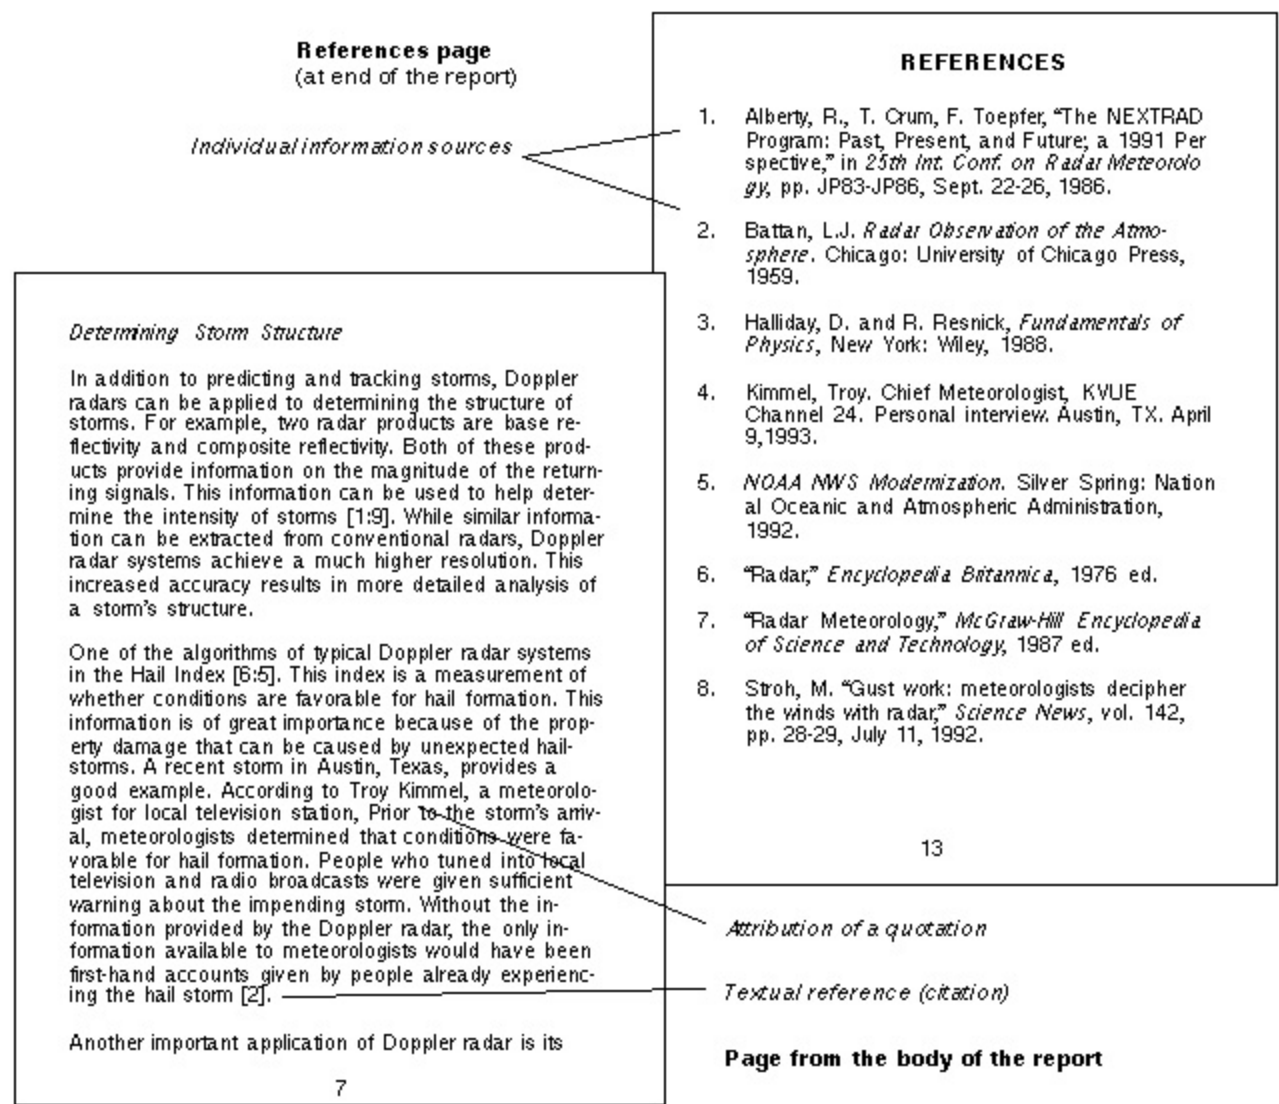 References page
(at end of the report)
Individual information sources
REFERENCES
1. Alberty, R., T. Crum, F. Toepfer, “The NEXTRAD
Program: Past, Present, and Future; a 1991 Per
spective,” in 25th Int. Conf. on Radar Meteorolo
gy, pp. JP83-JP86, Sept. 22-26, 1986.
2. Battan, L.J. Radar Observation of the Atmo-
sphere. Chicago: University of Chicago Press,
1959.
3. Halliday, D. and R. Resnick, Fundamentals of
Physics, New York: Wiley, 1988.
4. Kimmel, Troy. Chief Meteorologist, KVUE
Channel 24. Personal interview. Austin, TX. April
9,1993.
5. NOAA NWS Modernization. Silver Spring: Nation
al Oceanic and Atmospheric Administration,
1992.
6. “Radar,” Encyclopedia Britannica, 1976 ed.
7. “Radar Meteorology,” McGraw-Hill Encyclopedia
of Science and Technology, 1987 ed.
8. Stroh, M. “Gust work: meteorologists decipher
the winds with radar,” Science News, vol. 142,
pp. 28-29, July 11, 1992.
13
Determining Storm Structure
In addition to predicting and tracking storms, Doppler
radars can be applied to determining the structure of
storms. For example, two radar products are base re-
flectivity and composite reflectivity. Both of these prod-
ucts provide information on the magnitude of the return-
ing signals. This information can be used to help deter-
mine the intensity of storms [1:9]. While similar informa-
tion can be extracted from conventional radars, Doppler
radar systems achieve a much higher resolution. This
increased accuracy results in more detailed analysis of
a storm’s structure.
One of the algorithms of typical Doppler radar systems
in the Hail Index [6:5]. This index is a measurement of
whether conditions are favorable for hail formation. This
information is of great importance because of the prop-
erty damage that can be caused by unexpected hail-
storms. A recent storm in Austin, Texas, provides a
good example. According to Troy Kimmel, a meteorolo-
gist for local television station, Prior to the storm’s arriv-
al, meteorologists determined that conditions were fa-
vorable for hail formation. People who tuned into local
television and radio broadcasts were given sufficient
warning about the impending storm. Without the in-
formation provided by the Doppler radar, the only in-
formation available to meteorologists would have been
first-hand accounts given by people already experienc-
ing the hail storm [2].
Another important application of Doppler radar is its
7
Attribution of a quotation
Textual reference (citation)
Page from the body of the report